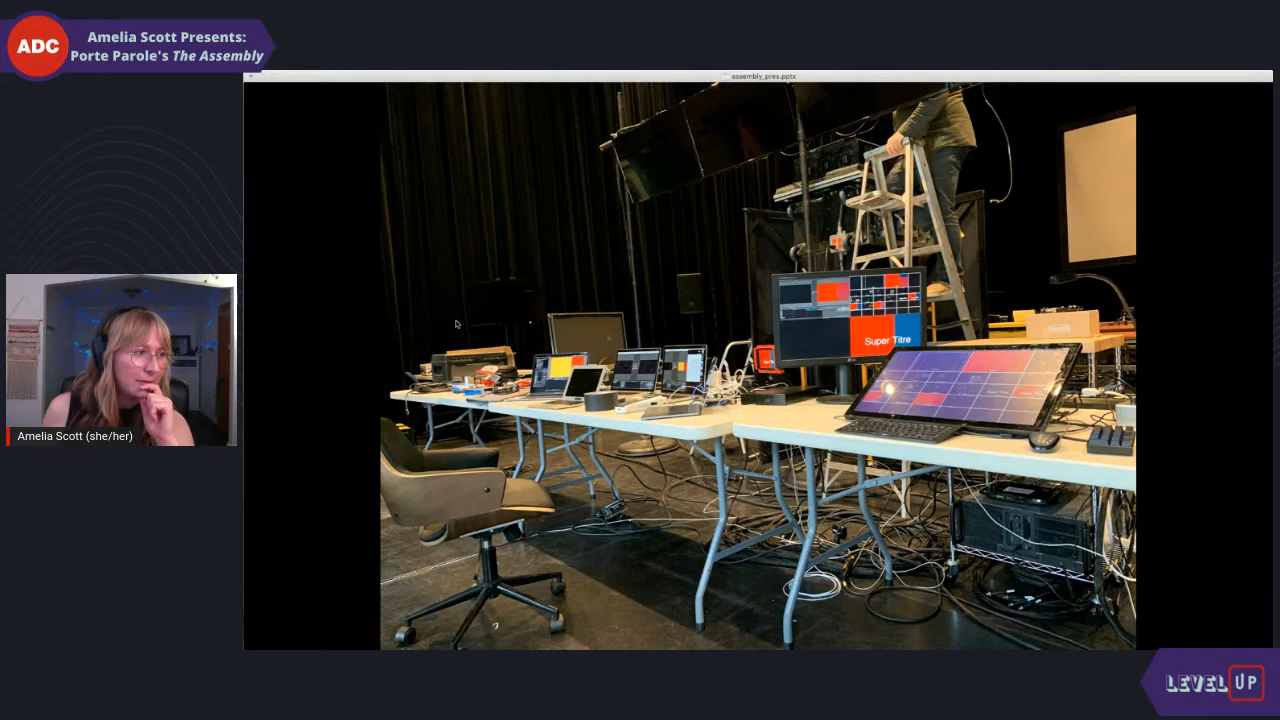 ADC
Amelia Scott Presents:
Porte Parole's The Assembly
assembly_pres.pptx
Super Titre
Amelia Scott (she/her)
LEVEL UP